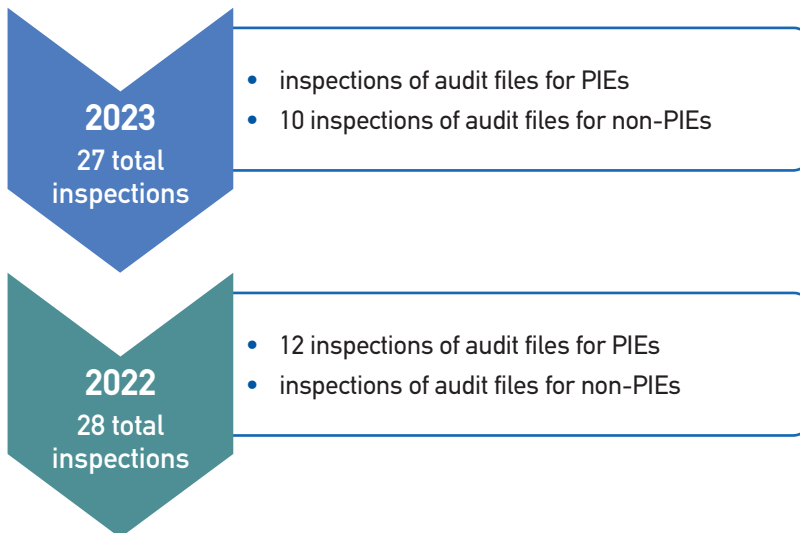 2023
27 total
inspections
• inspections of audit files for PIEs
• 10 inspections of audit files for non-PIEs
2022
28 total
inspections
• 12 inspections of audit files for PIEs
• inspections of audit files for non-PIEs